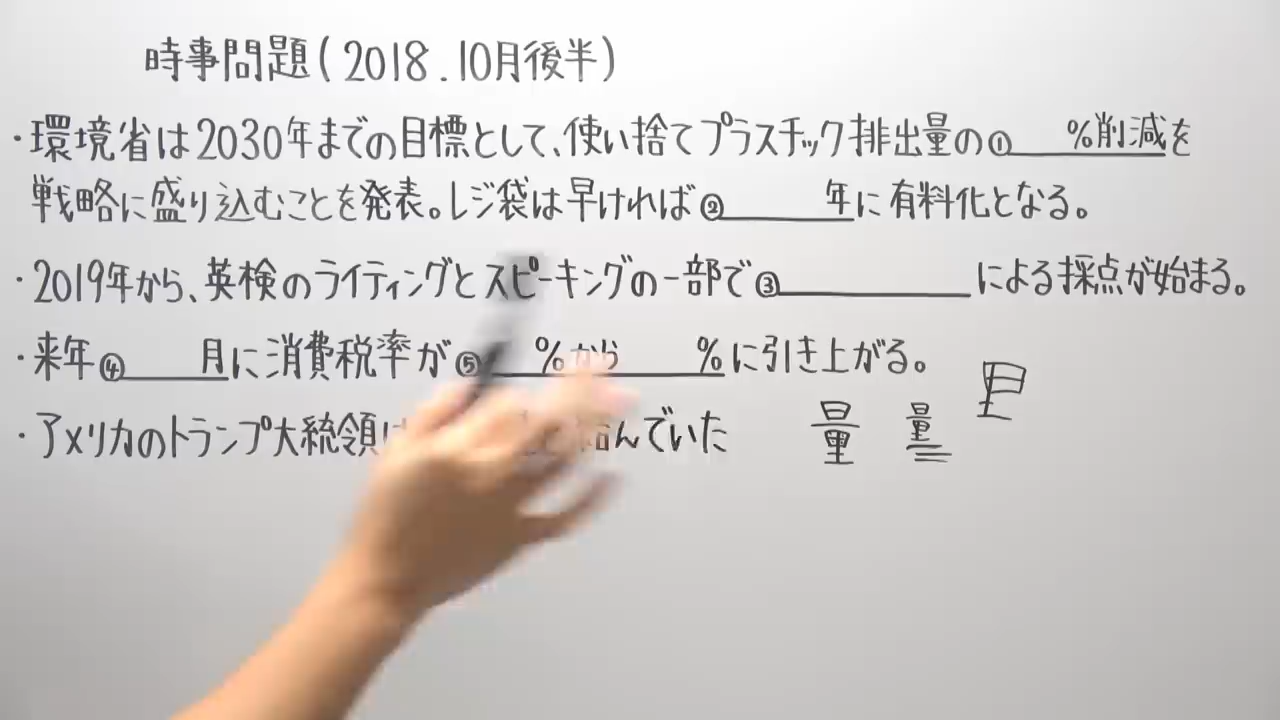 時事問題(2018.10月後半)
・環境省は2030年までの目標として、使い捨てプラスチック排出量の① %削減を
戦略に盛り込むことを発表。レジ袋は早ければ② 年に有料化となる。
・2019年から、英検のライティングとスピーキングの一部で③ による採点が始まる。
・来年④ 月に消費税率が⑤ %から %に引き上がる。
・アメリカのトランプ大統領は んでいた 量 量